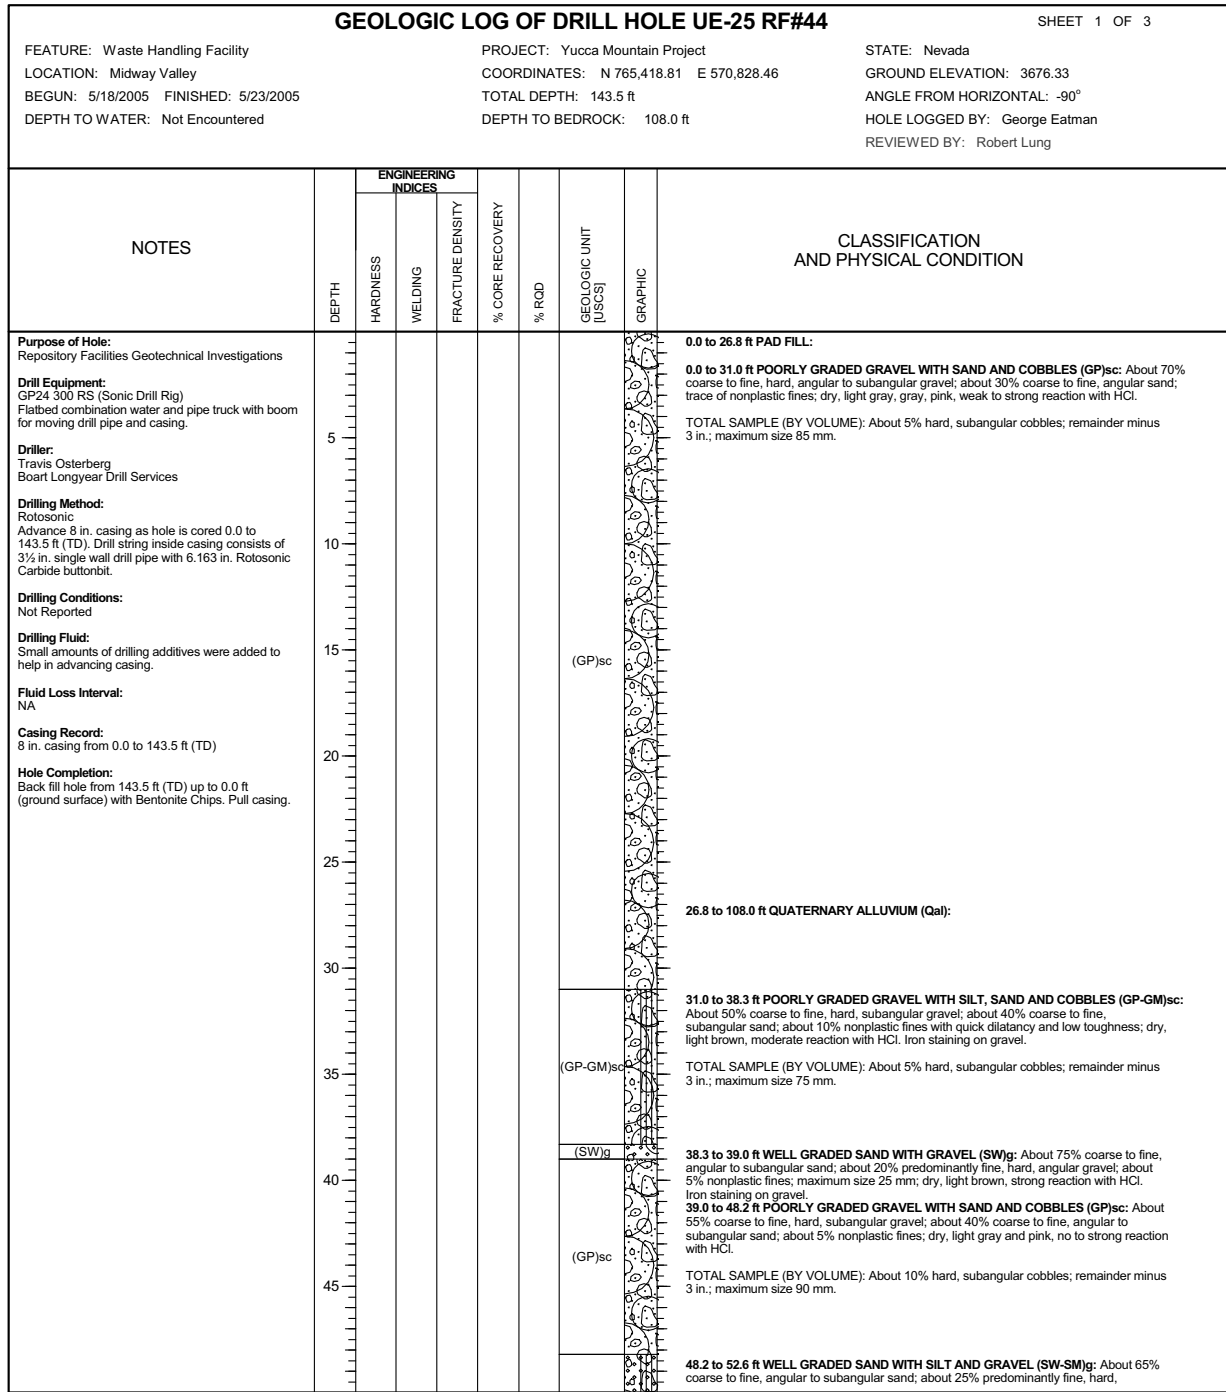 GEOLOGIC LOG OF DRILL HOLE UE-25 RF#44
SHEET 1 OF 3
FEATURE: Waste Handling Facility
PROJECT: Yucca Mountain Project
STATE: Nevada
LOCATION: Midway Valley
COORDINATES: N 765,418.81 E 570,828.46
GROUND ELEVATION: 3676.33
BEGUN: 5/18/2005 FINISHED: 5/23/2005
TOTAL DEPTH: 143.5 ft
ANGLE FROM HORIZONTAL: -90°
DEPTH TO WATER: Not Encountered
DEPTH TO BEDROCK: 108.0 ft
HOLE LOGGED BY: George Eatman
REVIEWED BY: Robert Lung
NOTES
DEPTH
ENGINEERING
INDICES
HARDNESS
WELDING
FRACTURE DENSITY
% CORE RECOVERY
% RQD
GEOLOGIC UNIT
[USCS]
GRAPHIC
CLASSIFICATION
AND PHYSICAL CONDITION
Purpose of Hole:
Repository Facilities Geotechnical Investigations
Drill Equipment:
GP24 300 RS (Sonic Drill Rig)
Flatbed combination water and pipe truck with boom
for moving drill pipe and casing.
Driller:
Travis Osterberg
Boart Longyear Drill Services
Drilling Method:
Rotosonic
Advance 8 in. casing as hole is cored 0.0 to
143.5 ft (TD). Drill string inside casing consists of
3½ in. single wall drill pipe with 6.163 in. Rotosonic
Carbide buttonbit.
Drilling Conditions:
Not Reported
Drilling Fluid:
Small amounts of drilling additives were added to
help in advancing casing.
Fluid Loss Interval:
NA
Casing Record:
8 in. casing from 0.0 to 143.5 ft (TD)
Hole Completion:
Back fill hole from 143.5 ft (TD) up to 0.0 ft
(ground surface) with Bentonite Chips. Pull casing.
5
10
15
20
25
30
35
40
45
(GP)sc
(GP-GM)sc
(SW)g
(GP)sc
0.0 to 26.8 ft PAD FILL:
0.0 to 31.0 ft POORLY GRADED GRAVEL WITH SAND AND COBBLES (GP)sc: About 70%
coarse to fine, hard, angular to subangular gravel; about 30% coarse to fine, angular sand;
trace of nonplastic fines; dry, light gray, gray, pink, weak to strong reaction with HCl.
TOTAL SAMPLE (BY VOLUME): About 5% hard, subangular cobbles; remainder minus
3 in.; maximum size 85 mm.
26.8 to 108.0 ft QUATERNARY ALLUVIUM (Qal):
31.0 to 38.3 ft POORLY GRADED GRAVEL WITH SILT, SAND AND COBBLES (GP-GM)sc:
About 50% coarse to fine, hard, subangular gravel; about 40% coarse to fine,
subangular sand; about 10% nonplastic fines with quick dilatancy and low toughness; dry,
light brown, moderate reaction with HCl. Iron staining on gravel.
TOTAL SAMPLE (BY VOLUME): About 5% hard, subangular cobbles; remainder minus
3 in.; maximum size 75 mm.
38.3 to 39.0 ft WELL GRADED SAND WITH GRAVEL (SW)g: About 75% coarse to fine,
angular to subangular sand; about 20% predominantly fine, hard, angular gravel; about
5% nonplastic fines; maximum size 25 mm; dry, light brown, strong reaction with HCl.
Iron staining on gravel.
39.0 to 48.2 ft POORLY GRADED GRAVEL WITH SAND AND COBBLES (GP)sc: About
55% coarse to fine, hard, subangular gravel; about 40% coarse to fine, angular to
subangular sand; about 5% nonplastic fines; dry, light gray and pink, no to strong reaction
with HCl.
TOTAL SAMPLE (BY VOLUME): About 10% hard, subangular cobbles; remainder minus
3 in.; maximum size 90 mm.
48.2 to 52.6 ft WELL GRADED SAND WITH SILT AND GRAVEL (SW-SM)g: About 65%
coarse to fine, angular to subangular sand; about 25% predominantly fine, hard,